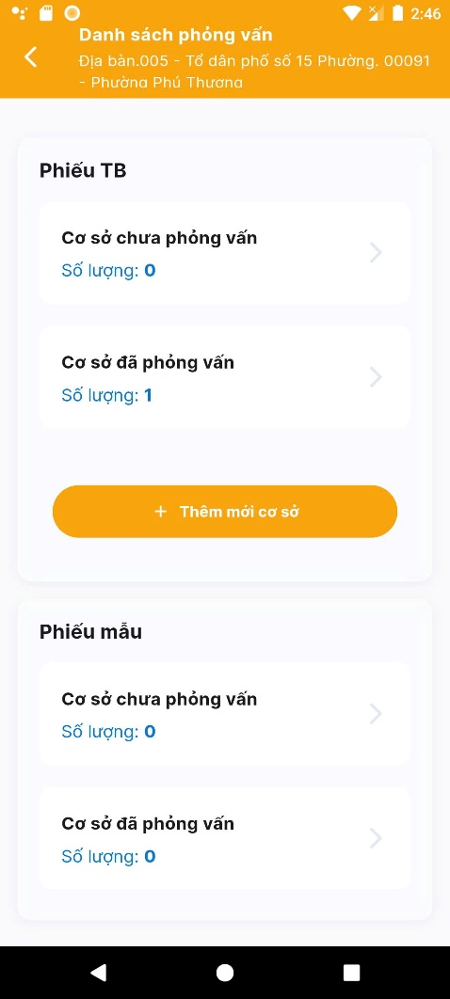 2:46
Danh sách phỏng vấn
Địa bàn.005 - Tổ dân phố số 15 Phường. 00091
- Phường Phú Thượng
Phiếu TB
Cơ sở chưa phỏng vấn
Số lượng: 0
Cơ sở đã phỏng vấn
Số lượng: 1
+ Thêm mới cơ sở
Phiếu mẫu
Cơ sở chưa phỏng vấn
Số lượng: 0
Cơ sở đã phỏng vấn
Số lượng: 0